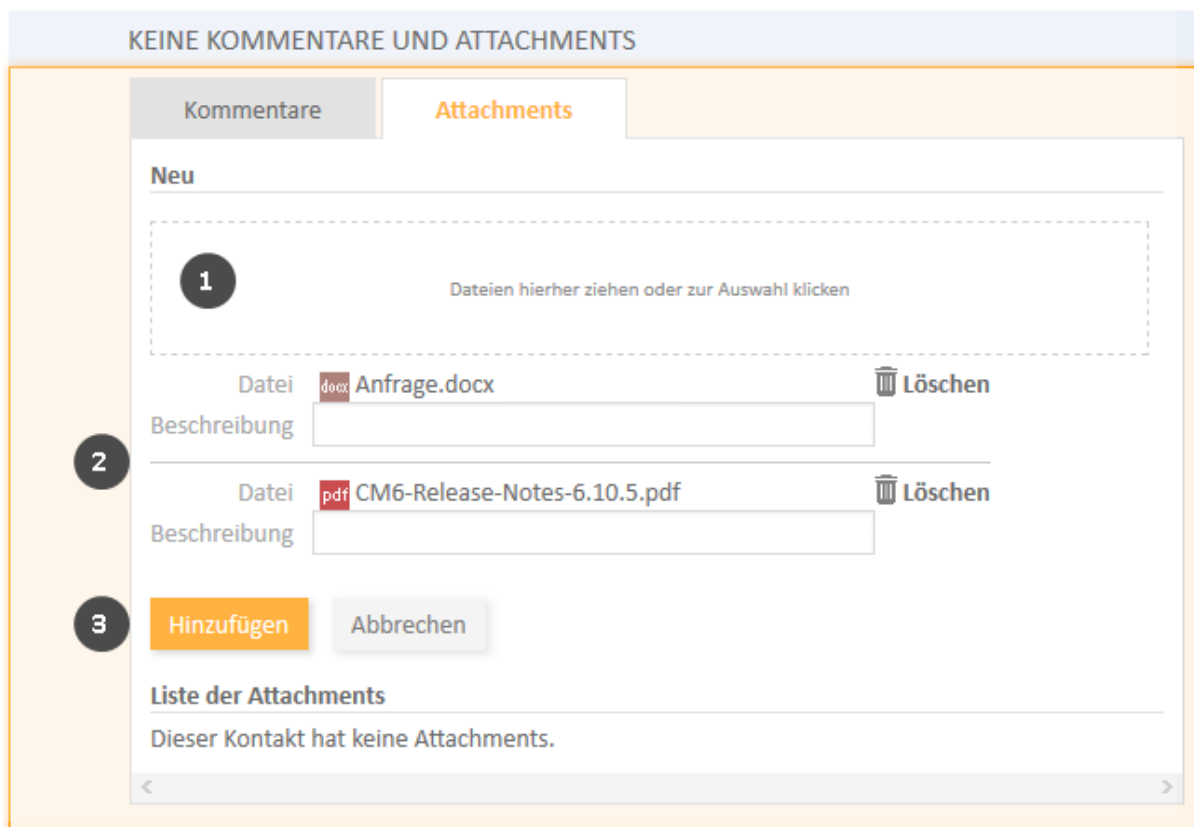 KEINE KOMMENTARE UND ATTACHMENTS
Kommentare Attachments
Neu
1
Dateien hierher ziehen oder zur Auswahl klicken
Datei docx Anfrage.docx Löschen
Beschreibung
2
Datei pdf CM6-Release-Notes-6.10.5.pdf Löschen
Beschreibung
3 Hinzufügen Abbrechen
Liste der Attachments
Dieser Kontakt hat keine Attachments.